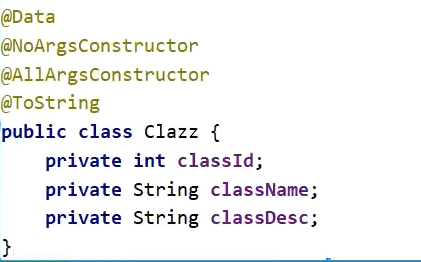 @Data
@NoArgsConstructor
@AllArgsConstructor
@ToString
public class Clazz {
    private int classId;
    private String className;
    private String classDesc;
}